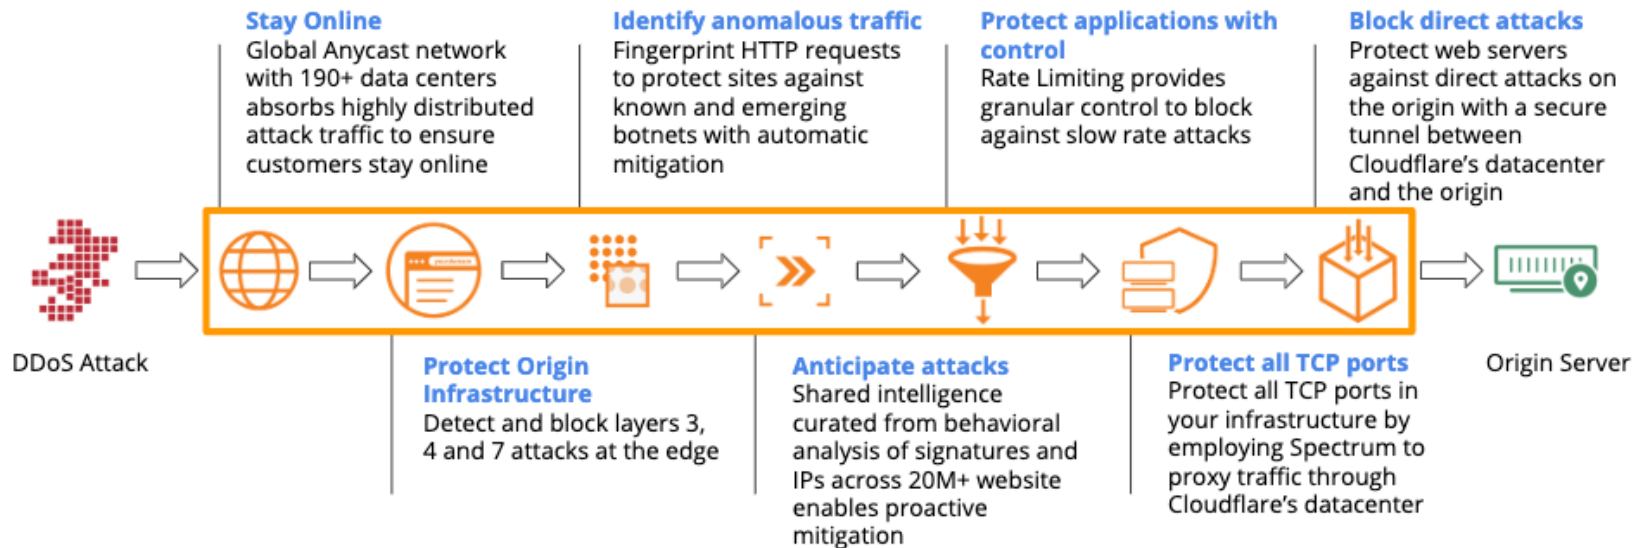 Stay Online
Global Anycast network
with 190+ data centers
absorbs highly distributed
attack traffic to ensure
customers stay online
Identify anomalous traffic
Fingerprint HTTP requests
to protect sites against
known and emerging
botnets with automatic
mitigation
Protect applications with
control
Rate Limiting provides
granular control to block
against slow rate attacks
Block direct attacks
Protect web servers
against direct attacks on
the origin with a secure
tunnel between
Cloudflare’s datacenter
and the origin
DDoS Attack
Protect Origin
Infrastructure
Detect and block layers 3,
4 and 7 attacks at the edge
Anticipate attacks
Shared intelligence
curated from behavioral
analysis of signatures and
IPs across 20M+ website
enables proactive
mitigation
Protect all TCP ports
Protect all TCP ports in
your infrastructure by
employing Spectrum to
proxy traffic through
Cloudflare’s datacenter
Origin Server